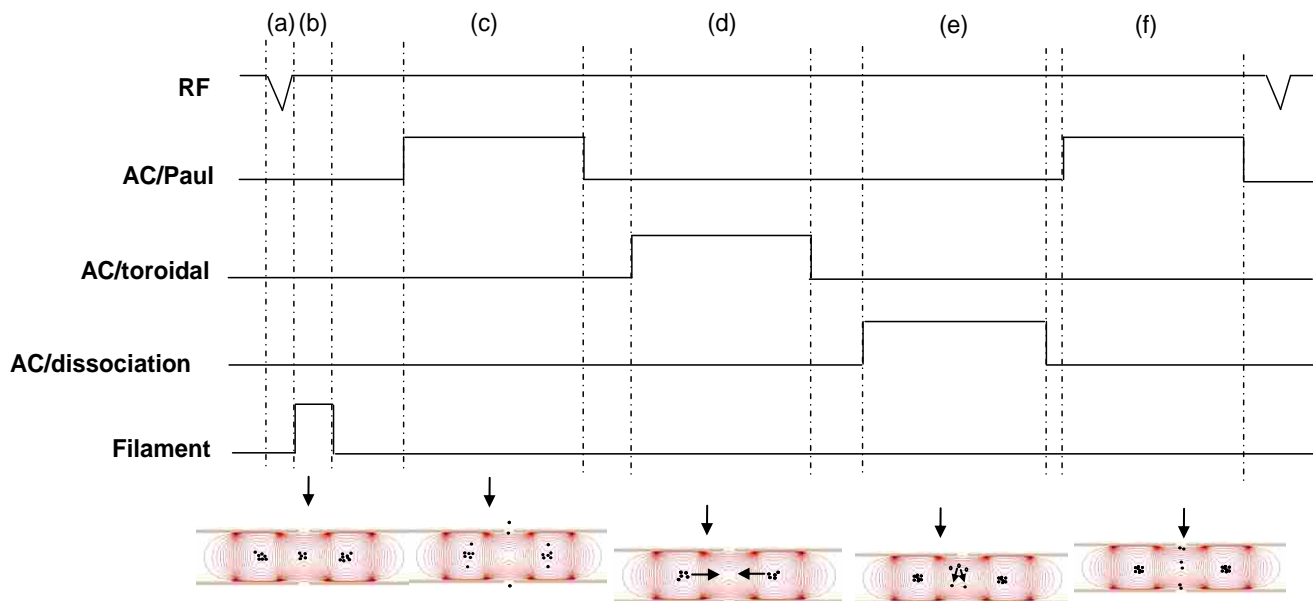 (a) (b) (c) (d) (e) (f)
RF
AC/Paul
AC/toroidal
AC/dissociation
Filament